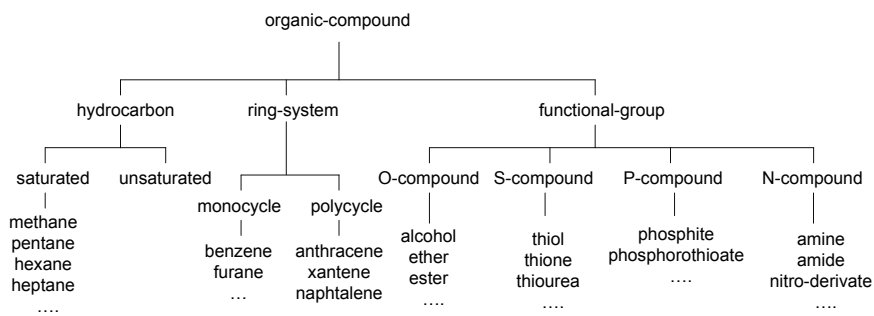 organic-compound
hydrocarbon ring-system functional-group
saturated unsaturated O-compound S-compound P-compound N-compound
monocycle polycycle
methane
pentane
hexane
heptane
....
benzene
furane
...
anthracene
xantene
naphtalene
alcohol
ether
ester
....
thiol
thione
thiourea
....
phosphite
phosphorothioate
....
amine
amide
nitro-derivate
....